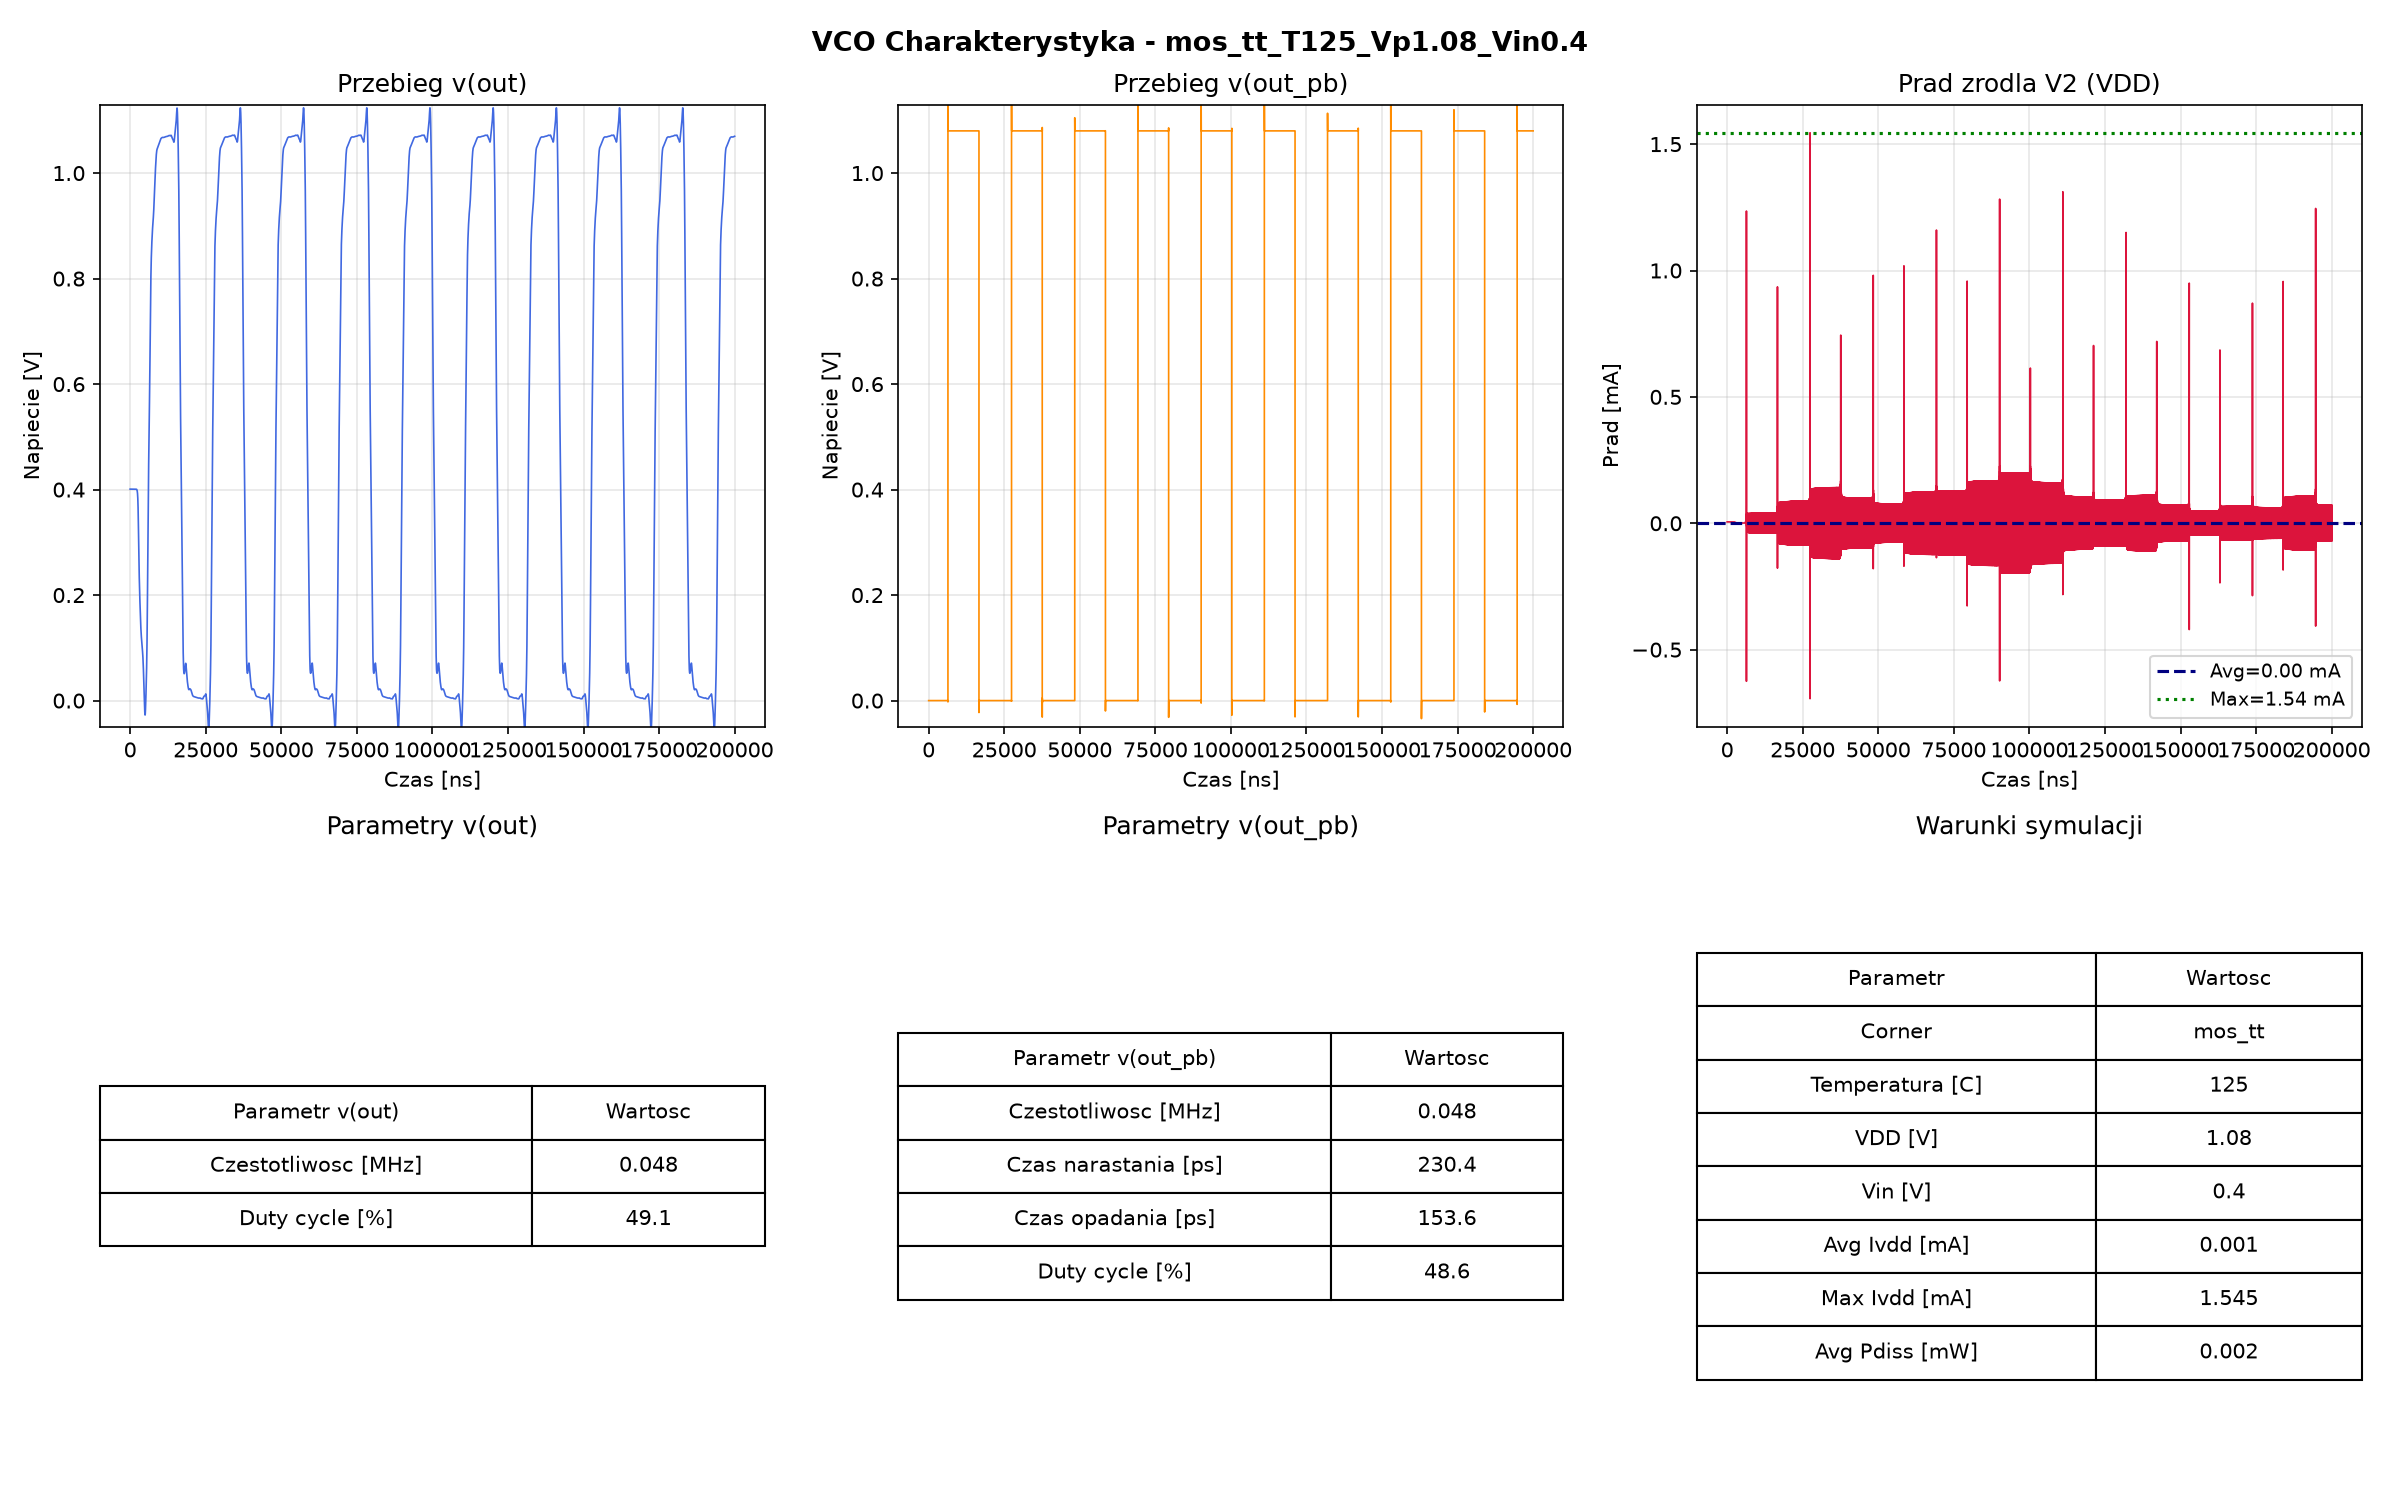 VCO Charakterystyka - mos_tt_T125_Vp1.08_Vin0.4
Przebieg v(out)
Napiecie [V]
1.0
0.8
0.6
0.4
0.2
0.0
0 25000 50000 75000 100000 125000 150000 175000 200000
Czas [ns]
Przebieg v(out_pb)
Napiecie [V]
1.0
0.8
0.6
0.4
0.2
0.0
0 25000 50000 75000 100000 125000 150000 175000 200000
Czas [ns]
Prad zrodla V2 (VDD)
Prad [mA]
1.5
1.0
0.5
0.0
−0.5
Avg=0.00 mA
Max=1.54 mA
0 25000 50000 75000 100000 125000 150000 175000 200000
Czas [ns]
Parametry v(out)
Parametr v(out) Wartosc
Czestotliwosc [MHz] 0.048
Duty cycle [%] 49.1
Parametry v(out_pb)
Parametr v(out_pb) Wartosc
Czestotliwosc [MHz] 0.048
Czas narastania [ps] 230.4
Czas opadania [ps] 153.6
Duty cycle [%] 48.6
Warunki symulacji
Parametr Wartosc
Corner mos_tt
Temperatura [C] 125
VDD [V] 1.08
Vin [V] 0.4
Avg Ivdd [mA] 0.001
Max Ivdd [mA] 1.545
Avg Pdiss [mW] 0.002